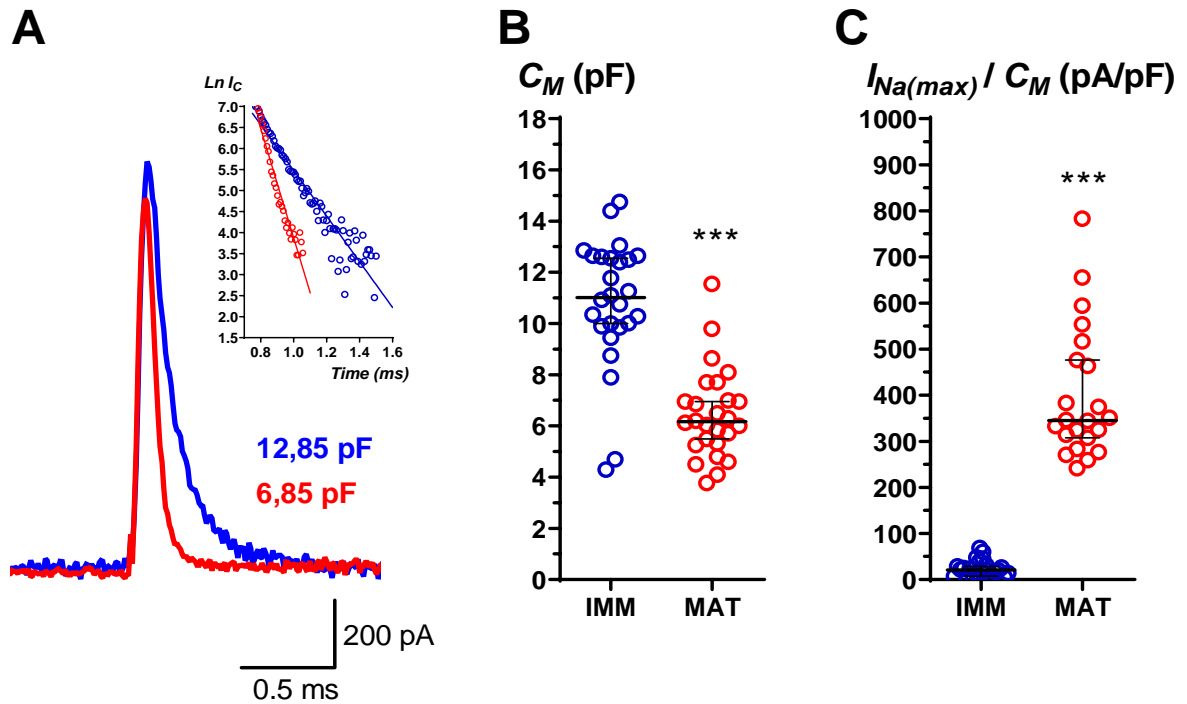 A
Ln I_C
7.0
6.5
6.0
5.5
5.0
4.5
4.0
3.5
3.0
2.5
2.0
1.5
0.8 1.0 1.2 1.4 1.6
Time (ms)
12,85 pF
6,85 pF
200 pA
0.5 ms
B
C_M (pF)
18
16
14
12
10
8
6
4
2
0
***
IMM MAT
C
I_Na(max) / C_M (pA/pF)
1000
900
800
700
600
500
400
300
200
100
0
***
IMM MAT